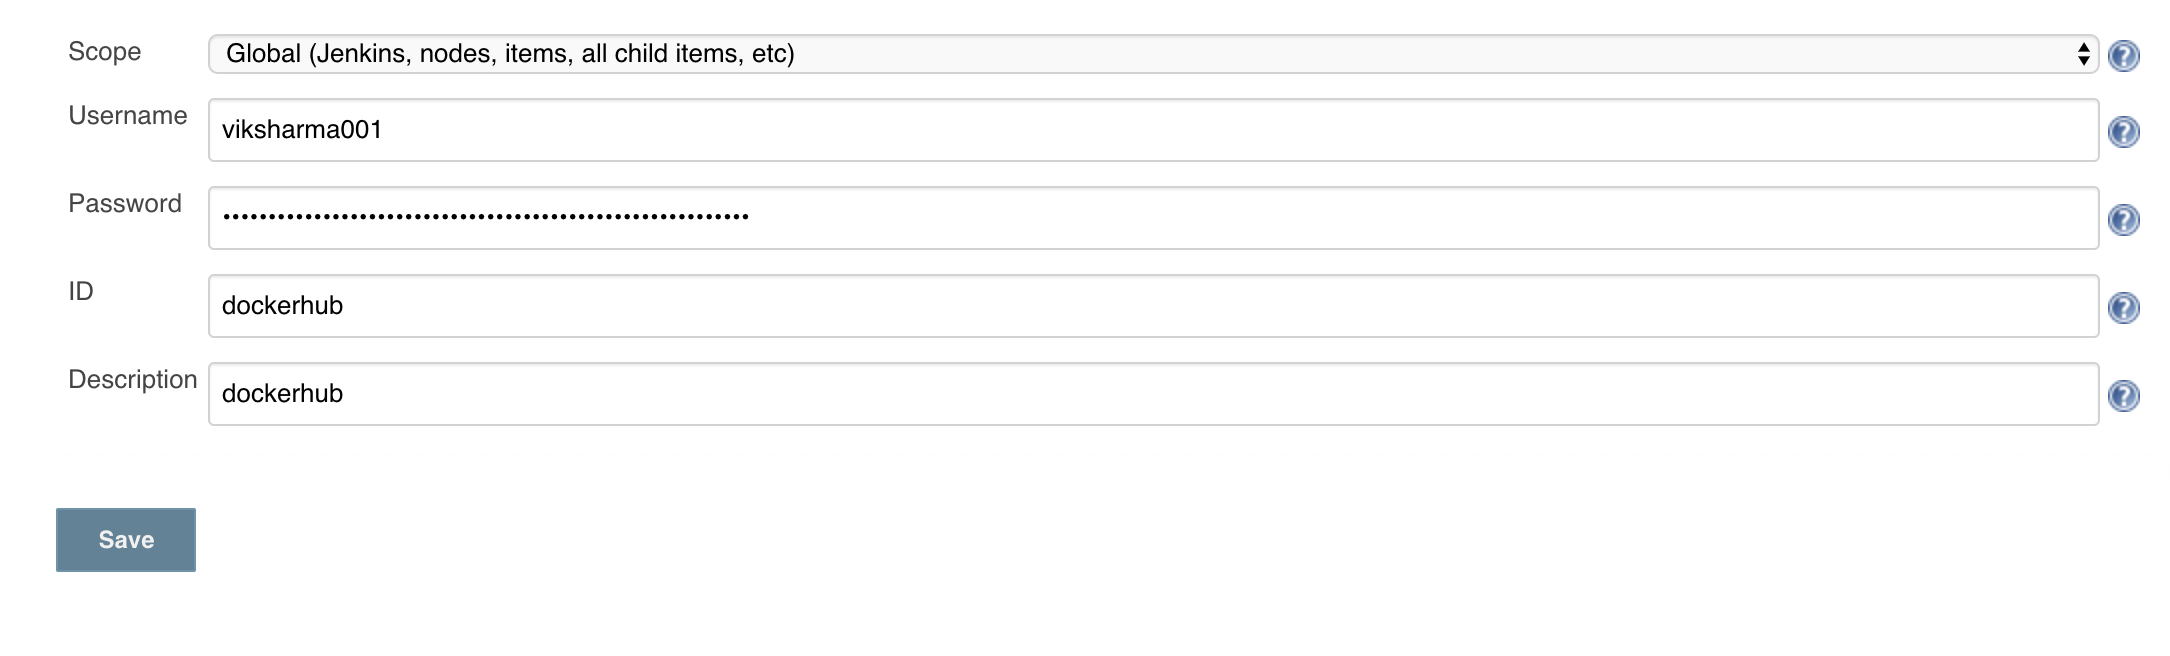 Scope Global (Jenkins, nodes, items, all child items, etc)
Username viksharma001
Password ••••••••••••••••••••••••••••••••••••••••••••••••••••••••••
ID dockerhub
Description dockerhub
Save